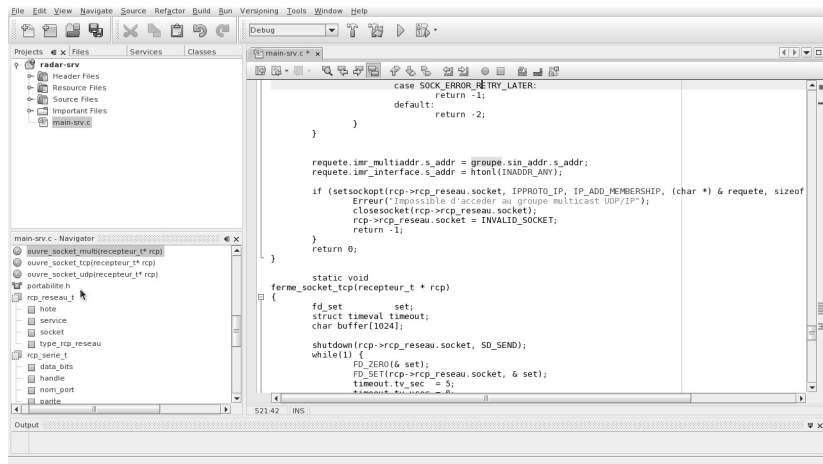 File Edit View Navigate Source Refactor Build Run Versioning Tools Window Help
Debug
Projects Files Services Classes
radar-srv
Header Files
Resource Files
Source Files
Important Files
main-srv.c
main-srv.c - Navigator
ouvre_socket_multi(recepteur_t* rcp)
ouvre_socket_tcp(recepteur_t* rcp)
ouvre_socket_udp(recepteur_t* rcp)
portabilite.h
rcp_reseau_t
hote
service
socket
type_rcp_reseau
rcp_serie_t
data_bits
handle
nom_port
parite
main-srv.c *
case SOCK_ERROR_RETRY_LATER:
return -1;
default:
return -2;
}
}
requete.imr_multiaddr.s_addr = groupe.sin_addr.s_addr;
requete.imr_interface.s_addr = htonl(INADDR_ANY);
if (setsockopt(rcp->rcp_reseau.socket, IPPROTO_IP, IP_ADD_MEMBERSHIP, (char *) & requete, sizeof
Erreur("Impossible d'acceder au groupe multicast UDP/IP");
closesocket(rcp->rcp_reseau.socket);
rcp->rcp_reseau.socket = INVALID_SOCKET;
return -1;
}
return 0;
}
static void
ferme_socket_tcp(recepteur_t * rcp)
{
fd_set set;
struct timeval timeout;
char buffer[1024];
shutdown(rcp->rcp_reseau.socket, SD_SEND);
while(1) {
FD_ZERO(& set);
FD_SET(rcp->rcp_reseau.socket, & set);
timeout.tv_sec = 5;
timeout.tv_usec = 0;
521:42 INS
Output